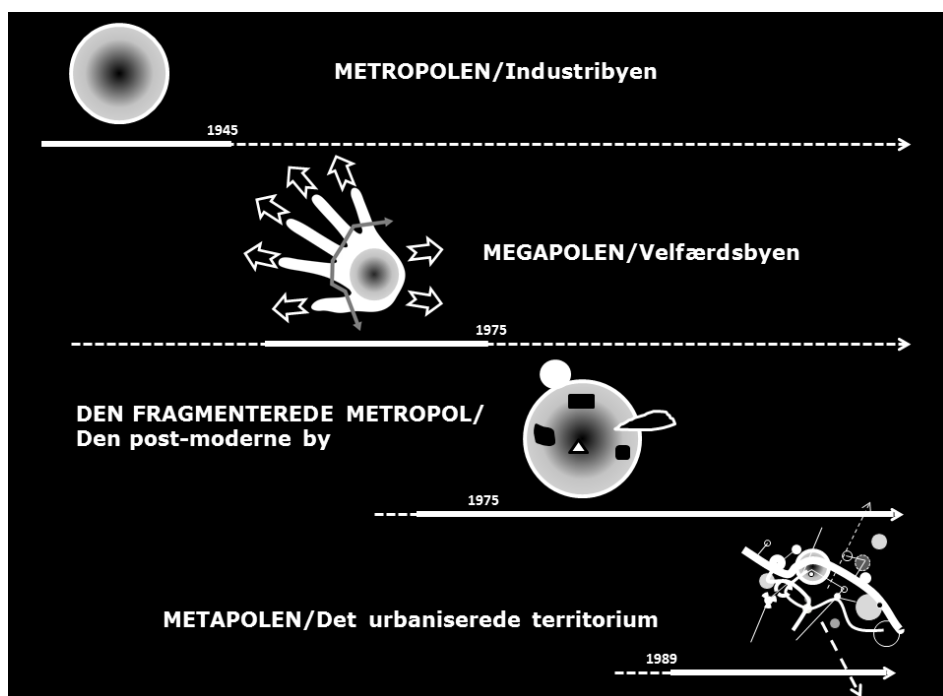 METROPOLEN/Industribyen
1945
MEGAPOLEN/Velfærdsbyen
1975
DEN FRAGMENTEREDE METROPOL/
Den post-moderne by
1975
METAPOLEN/Det urbaniserede territorium
1989